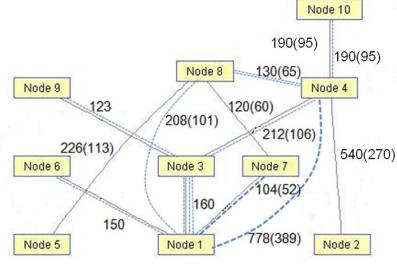 Node 10
190(95)
190(95)
Node 8
130(65)
Node 4
Node 9
123
208(101)
120(60)
212(106)
226(113)
540(270)
Node 6
Node 3
Node 7
104(52)
160
150
Node 5
Node 1
778(389)
Node 2